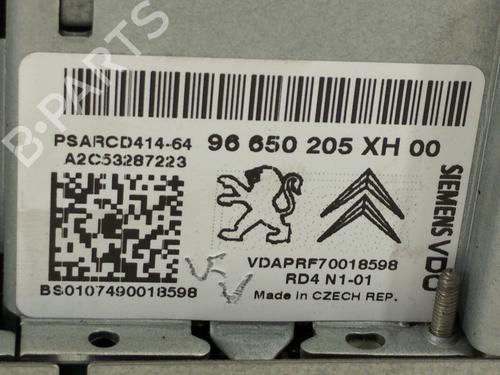 PSARCD414-64 96 650 205 XH 00
A2C53287223
SIEMENS VDO
VDAPRF70018598
RD4 N1-01
BS0107490018598
Made in CZECH REP.
B-PARTS